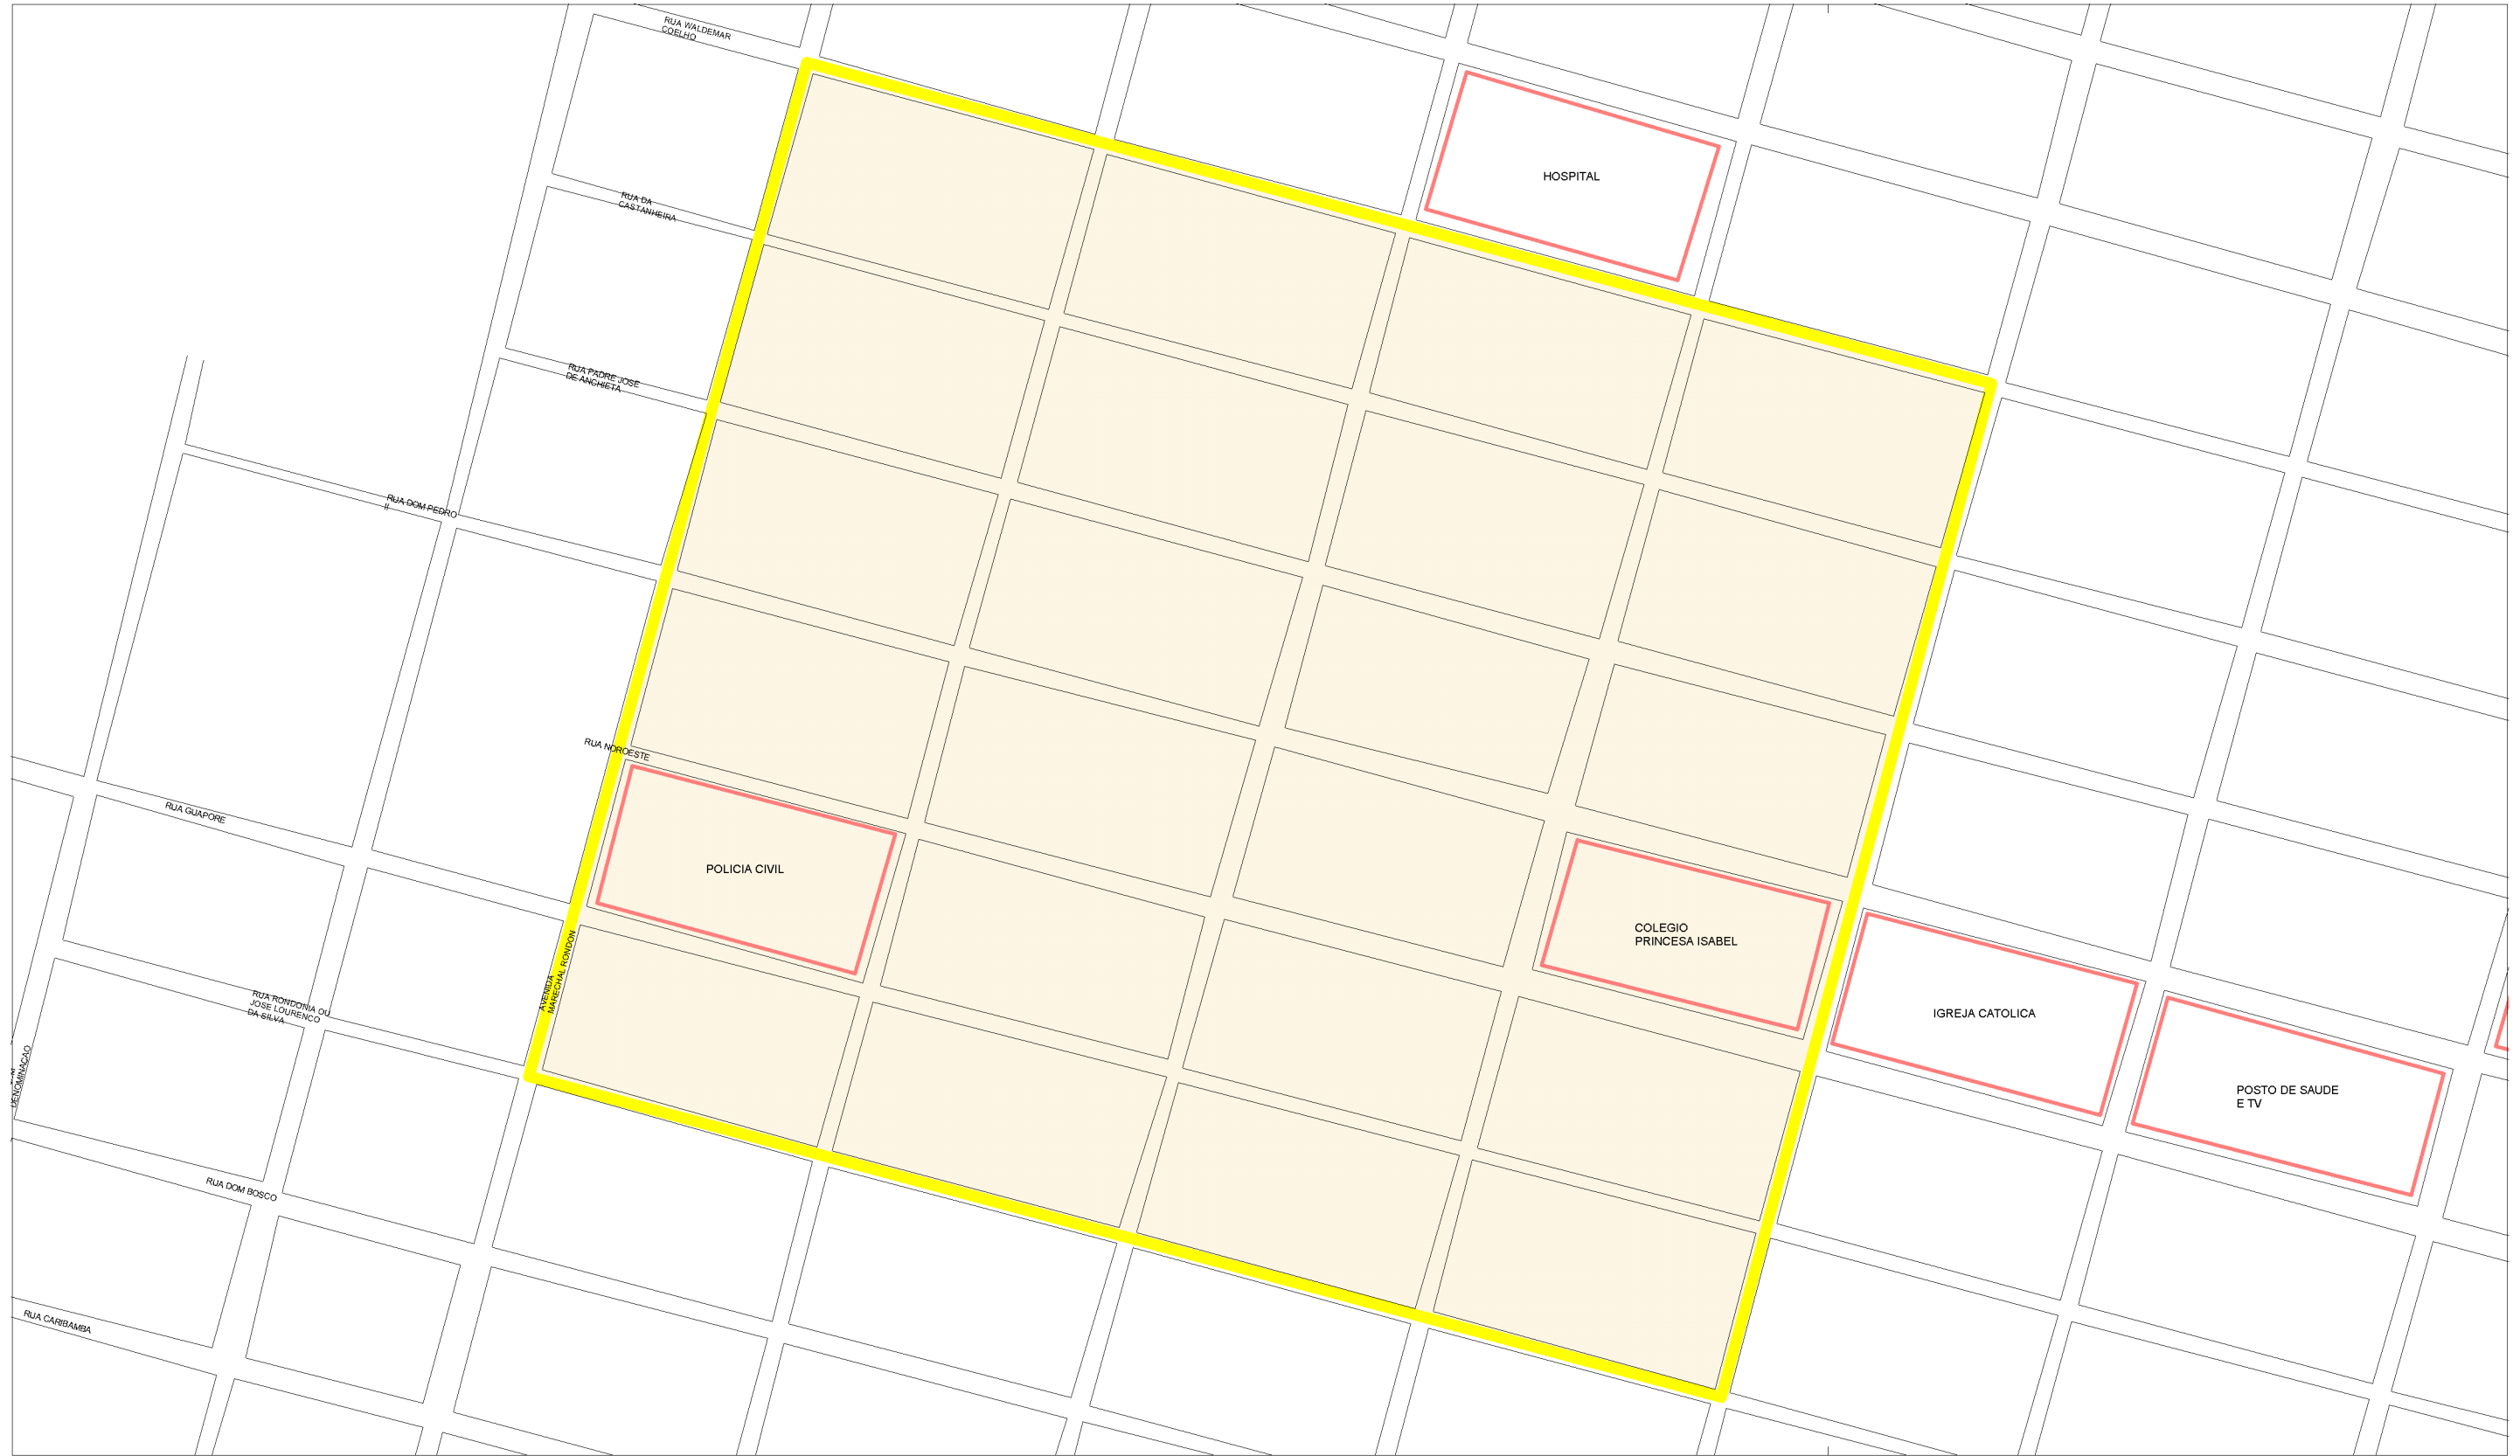 RUA WALDEMAR
COELHO
HOSPITAL
RUA DA
CASTANHEIRA
RUA PADRE JOSE
DE ANCHIETA
RUA DOM PEDRO
II
RUA NOROESTE
RUA GUAPORE
POLICIA CIVIL
COLEGIO
PRINCESA ISABEL
AVENIDA
MARECHAL RONDON
RUA RONDONIA OU
JOSE LOURENCO
DA SILVA
IGREJA CATOLICA
DENOMINACAO
POSTO DE SAUDE
E TV
RUA DOM BOSCO
RUA CARIBAMBA